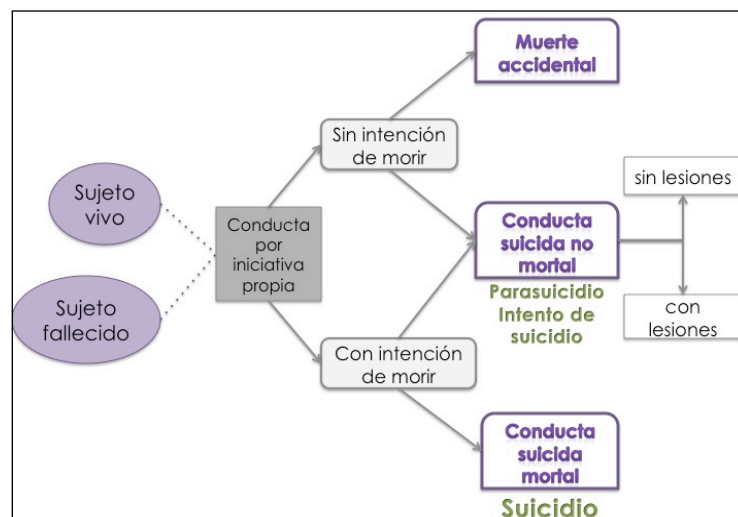 Muerte
accidental
Sin intención
de morir
sin lesiones
Sujeto
vivo
Conducta
por
iniciativa
propia
Conducta
suicida no
mortal
Parasuicidio
Intento de
suicidio
Sujeto
fallecido
con
lesiones
Con intención
de morir
Conducta
suicida
mortal
Suicidio